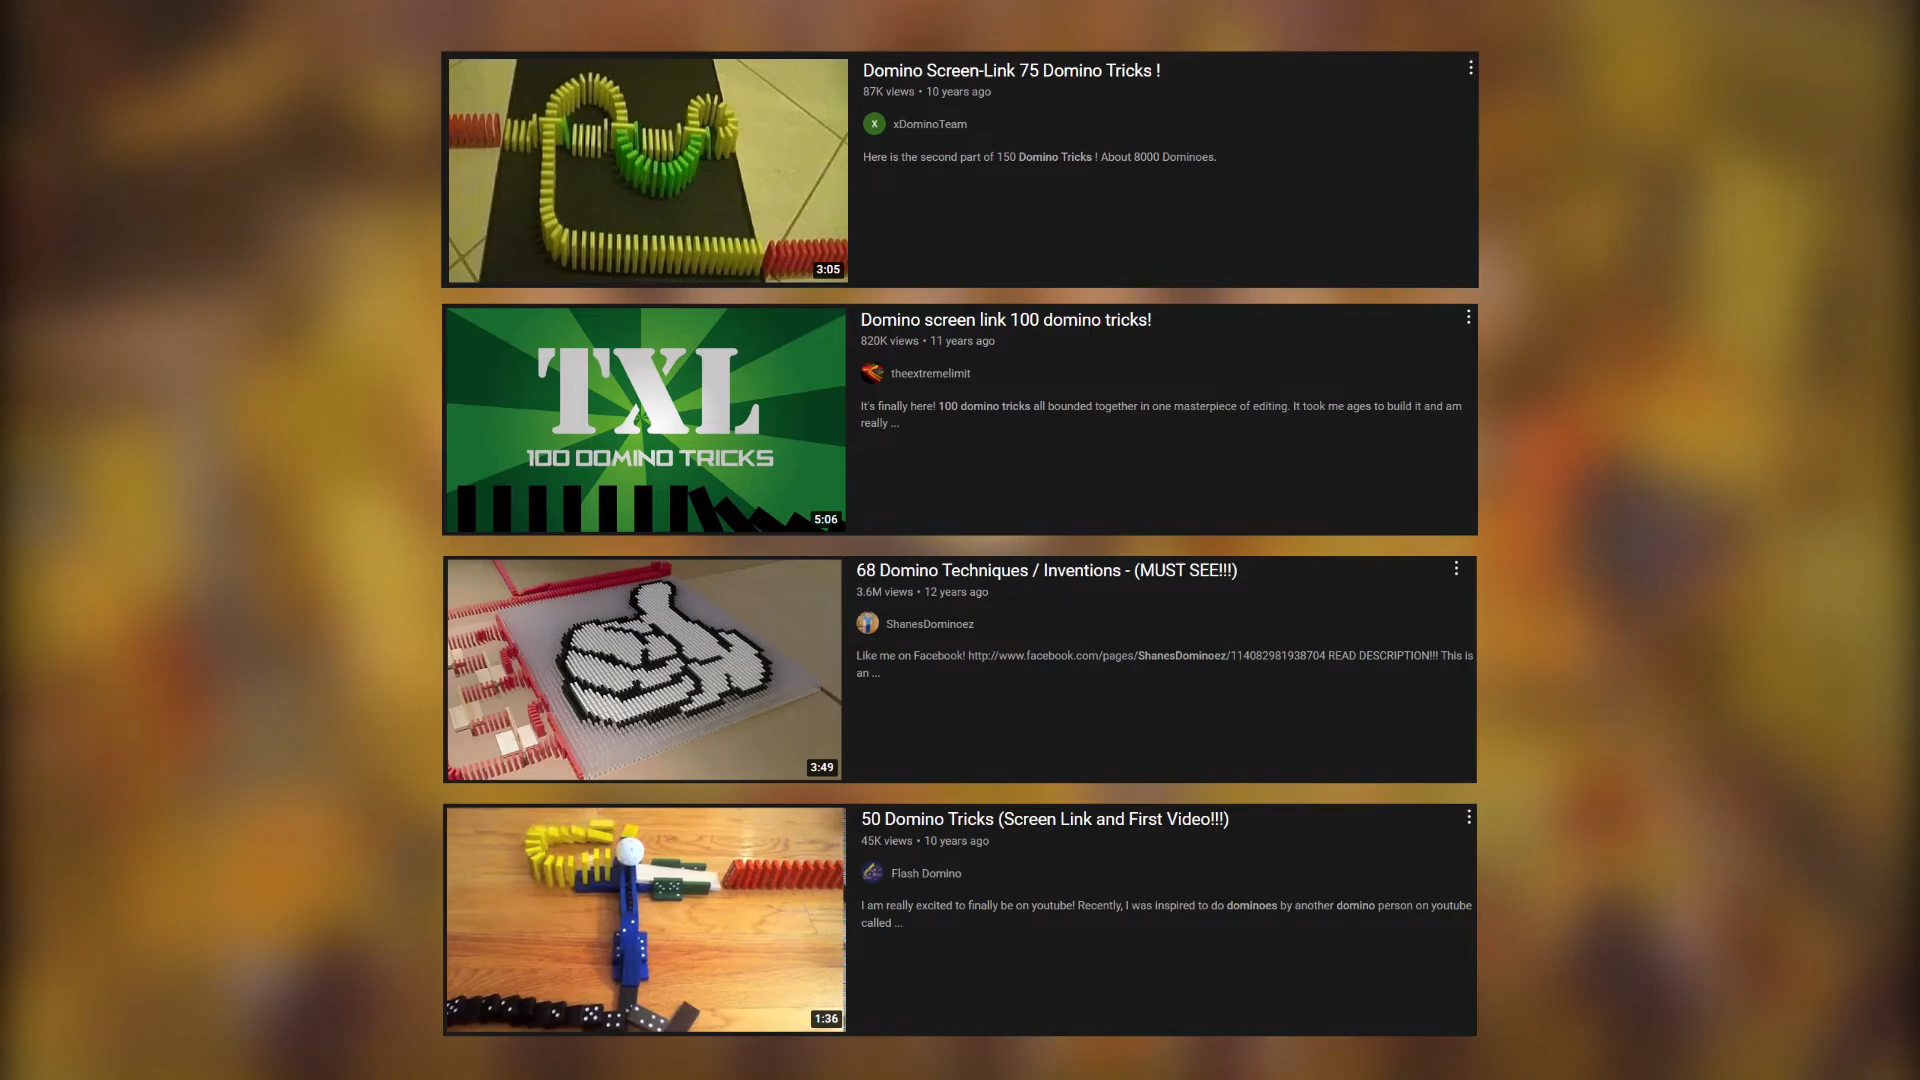 Domino Screen-Link 75 Domino Tricks !
87K views • 10 years ago
X xDominoTeam
Here is the second part of 150 Domino Tricks ! About 8000 Dominoes.
3:05
Domino screen link 100 domino tricks!
820K views • 11 years ago
theextremelimit
It's finally here! 100 domino tricks all bounded together in one masterpiece of editing. It took me ages to build it and am
really ...
TXL
100 DOMINO TRICKS
5:06
68 Domino Techniques / Inventions - (MUST SEE!!!)
3.6M views • 12 years ago
ShanesDominoez
Like me on Facebook! http://www.facebook.com/pages/ShanesDominoez/114082981938704 READ DESCRIPTION!!! This is
an ...
3:49
50 Domino Tricks (Screen Link and First Video!!!)
45K views • 10 years ago
Flash Domino
I am really excited to finally be on youtube! Recently, I was inspired to do dominoes by another domino person on youtube
called ...
1:36